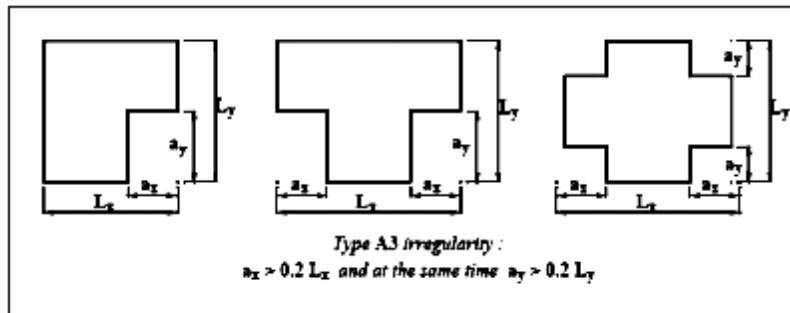 Ly
ay
ax
Lx
Ly
ay
ax
ax
Lx
ay
Ly
ay
ax
ax
Lx
Type A3 irregularity :
ax > 0.2 Lx and at the same time ay > 0.2 Ly